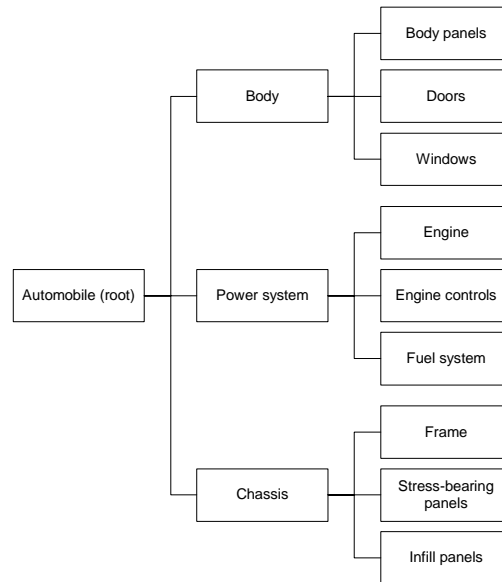 Body panels
Body
Doors
Windows
Engine
Automobile (root)
Power system
Engine controls
Fuel system
Frame
Chassis
Stress-bearing
panels
Infill panels